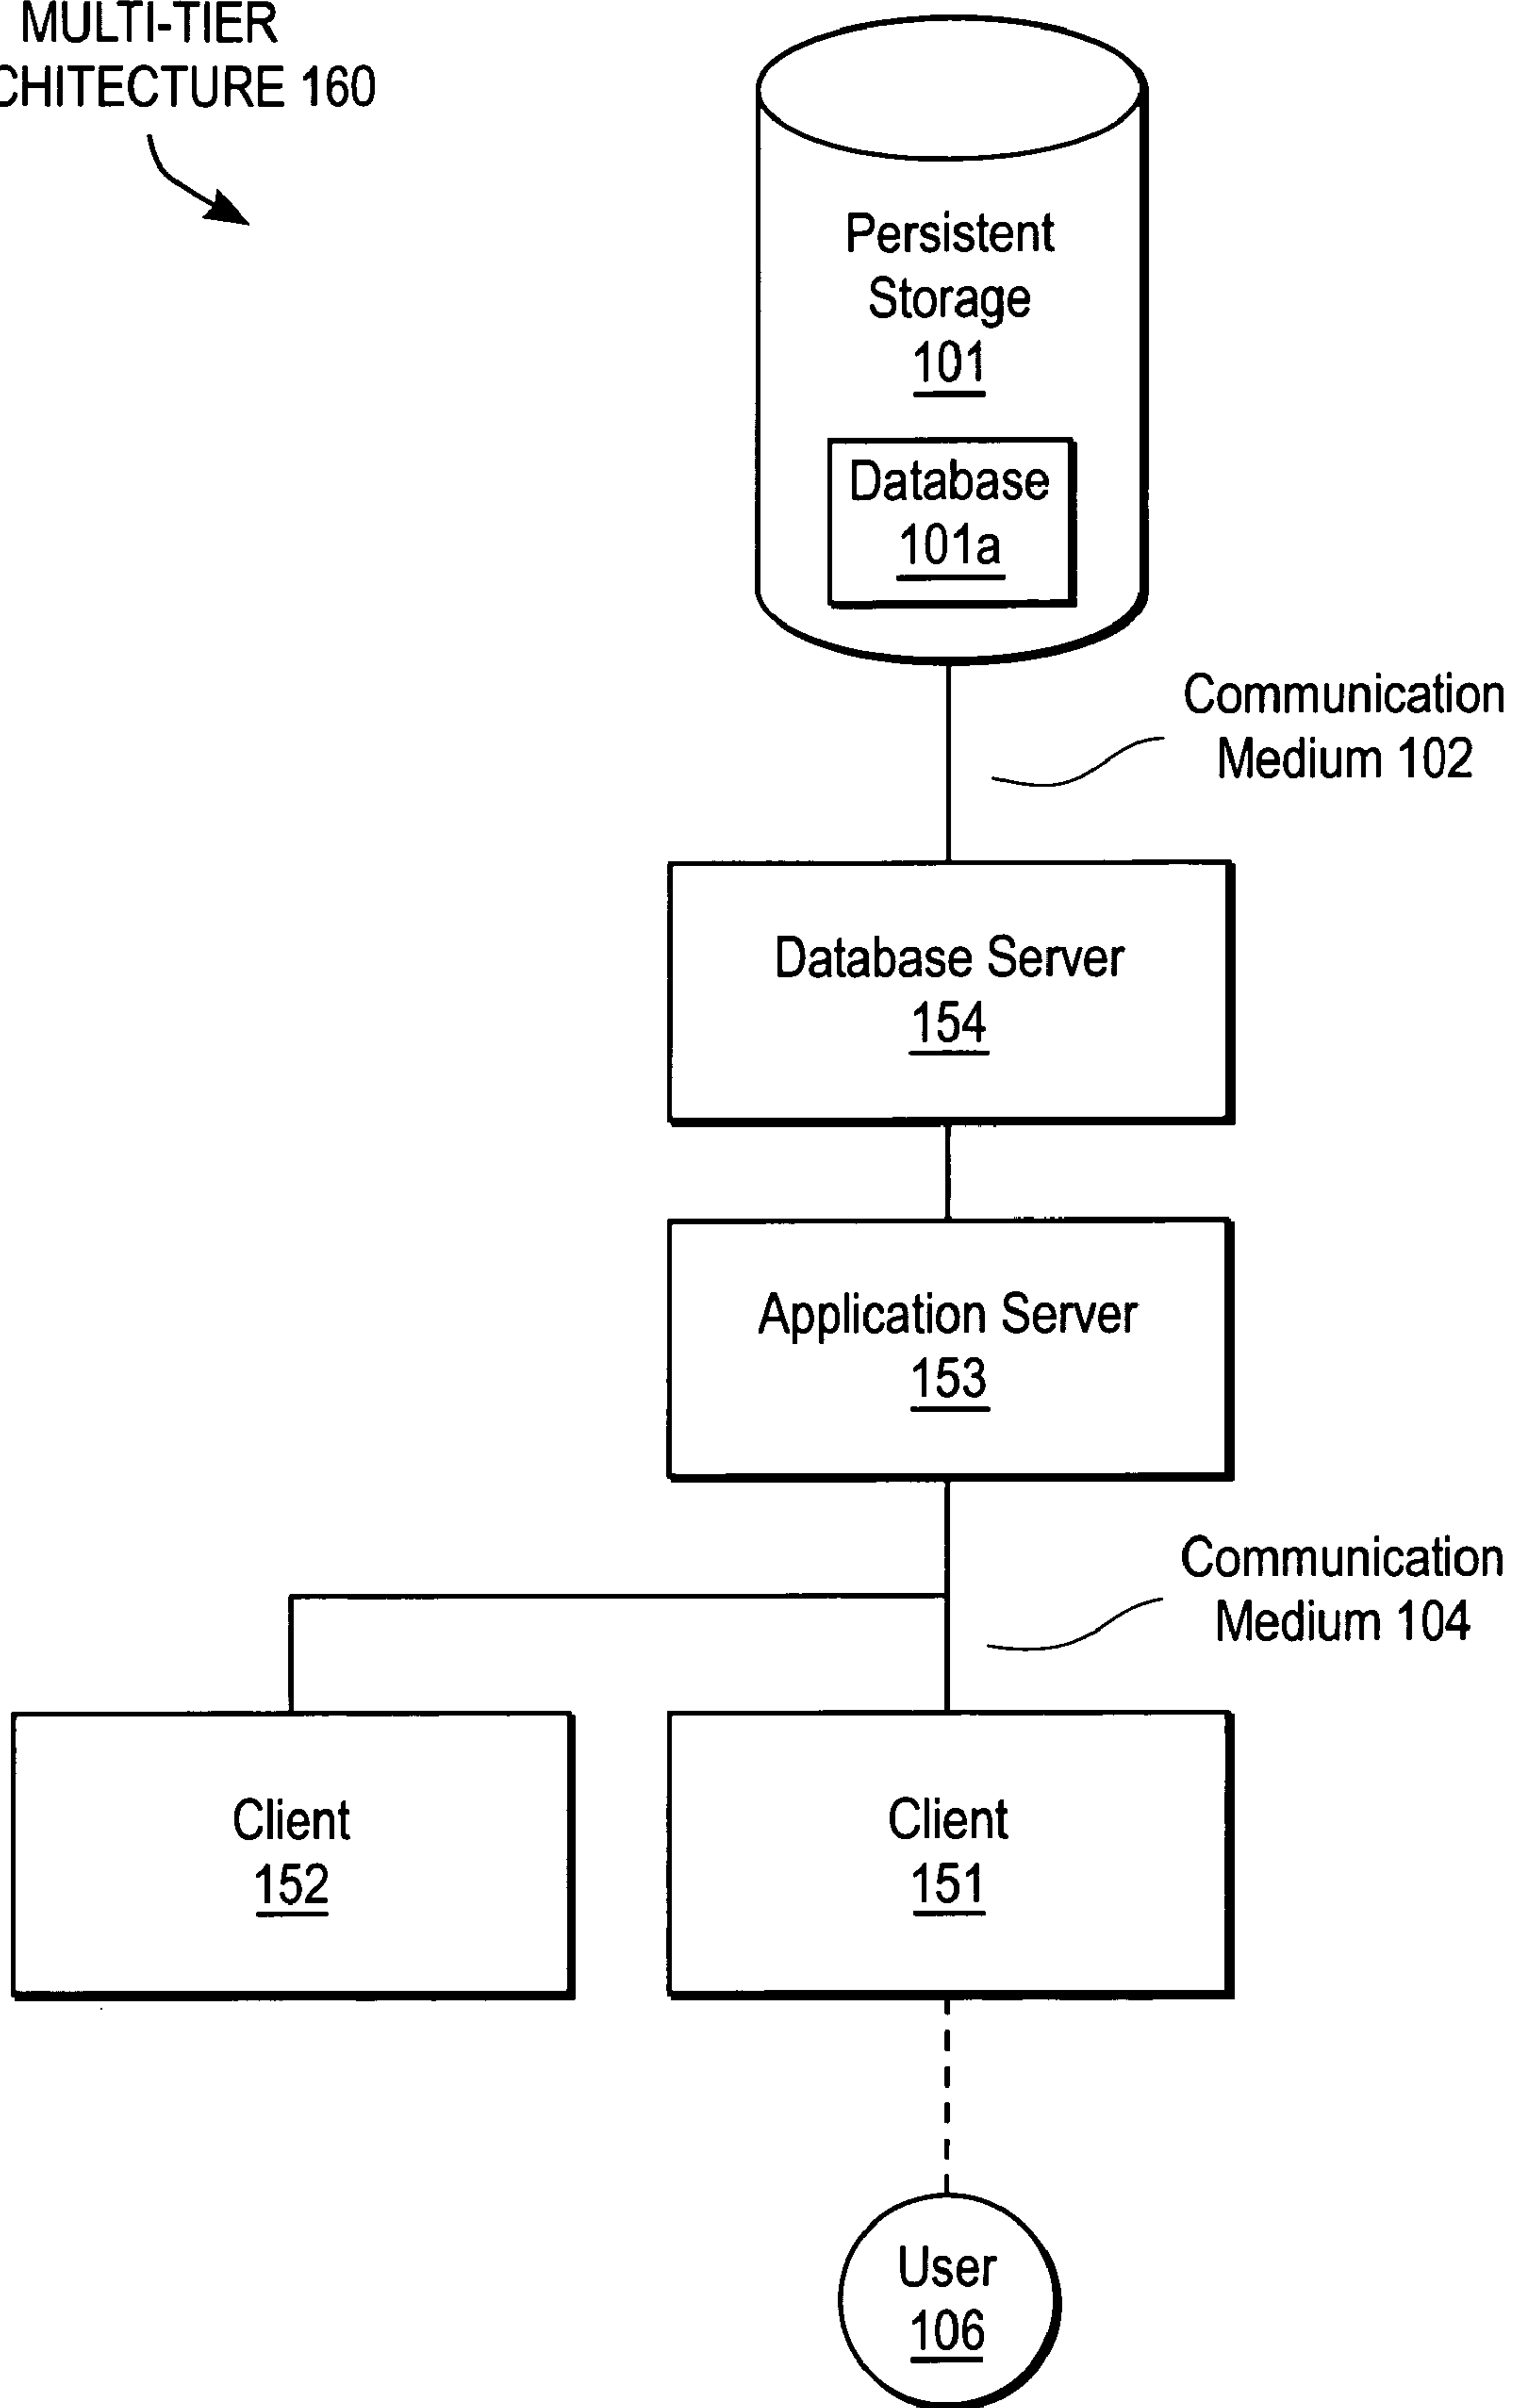 MULTI-TIER
CHITECTURE 160
Persistent
Storage
101
Database
101a
Communication
Medium 102
Database Server
154
Application Server
153
Communication
Medium 104
Client
152
Client
151
User
106